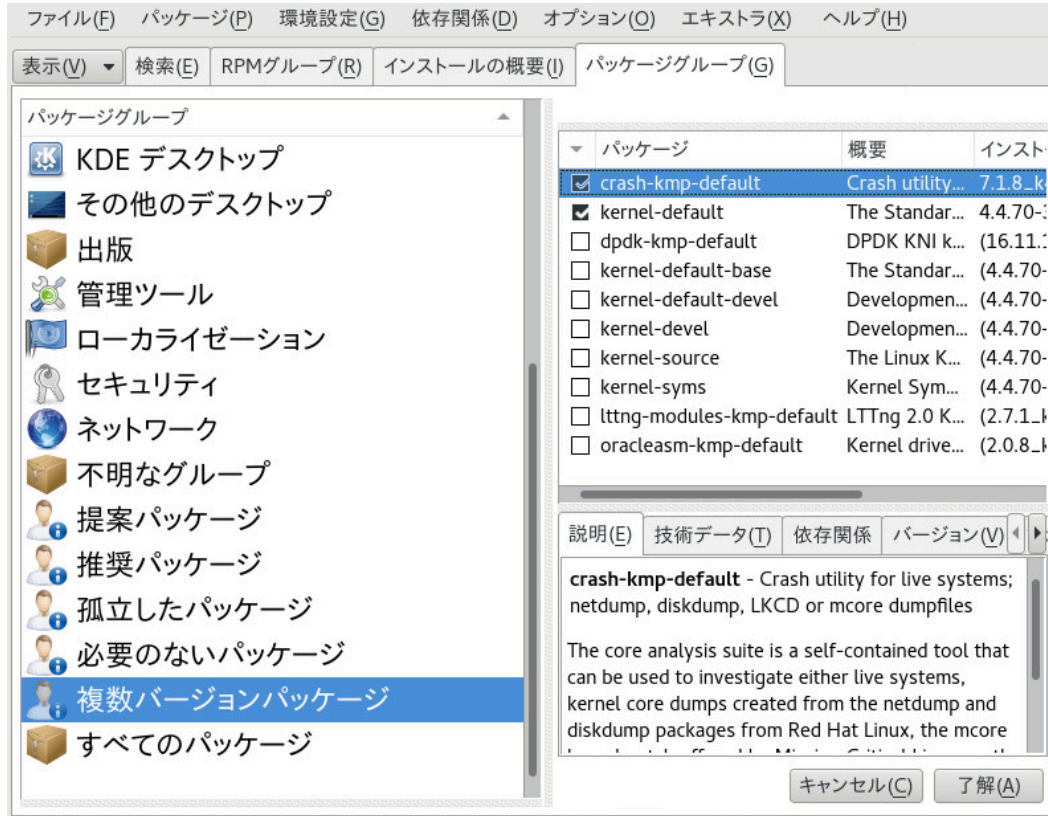 ファイル(F) パッケージ(P) 環境設定(G) 依存関係(D) オプション(O) エキストラ(X) ヘルプ(H)
表示(V) 検索(E) RPMグループ(R) インストールの概要(I) パッケージグループ(G)
パッケージグループ
KDE デスクトップ
その他のデスクトップ
出版
管理ツール
ローカライゼーション
セキュリティ
ネットワーク
不明なグループ
提案パッケージ
推奨パッケージ
孤立したパッケージ
必要のないパッケージ
複数バージョンパッケージ
すべてのパッケージ
パッケージ 概要 インスト
crash-kmp-default Crash utility... 7.1.8_k
kernel-default The Standar... 4.4.70-
dpdk-kmp-default DPDK KNI k... (16.11.
kernel-default-base The Standar... (4.4.70-
kernel-default-devel Developmen... (4.4.70-
kernel-devel Developmen... (4.4.70-
kernel-source The Linux K... (4.4.70-
kernel-syms Kernel Sym... (4.4.70-
lttng-modules-kmp-default LTTng 2.0 K... (2.7.1_k
oracleasm-kmp-default Kernel drive... (2.0.8_k
説明(E) 技術データ(T) 依存関係 バージョン(V)
crash-kmp-default - Crash utility for live systems;
netdump, diskdump, LKCD or mcore dumpfiles
The core analysis suite is a self-contained tool that
can be used to investigate either live systems,
kernel core dumps created from the netdump and
diskdump packages from Red Hat Linux, the mcore
キャンセル(C) 了解(A)